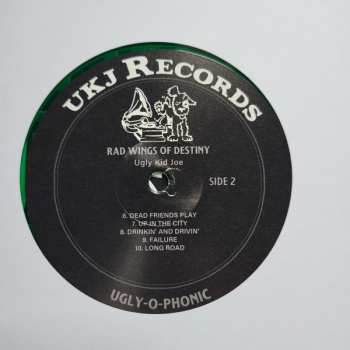 UKJ RECORDS
RAD WINGS OF DESTINY
Ugly Kid Joe
SIDE 2
6. DEAD FRIENDS PLAY
7. UP IN THE CITY
8. DRINKIN' AND DRIVIN'
9. FAILURE
10. LONG ROAD
UGLY-O-PHONIC